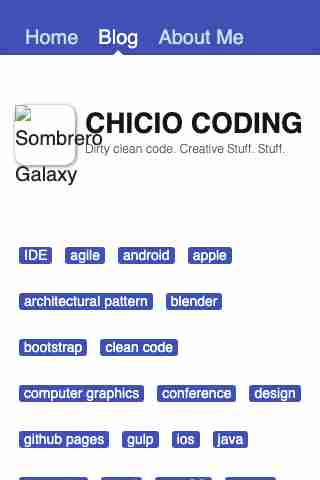 Home Blog About Me
CHICIO CODING
Sombrero
Dirty clean code. Creative Stuff. Stuff.
Galaxy
IDE agile android apple
architectural pattern blender
bootstrap clean code
computer graphics conference design
github pages gulp ios java